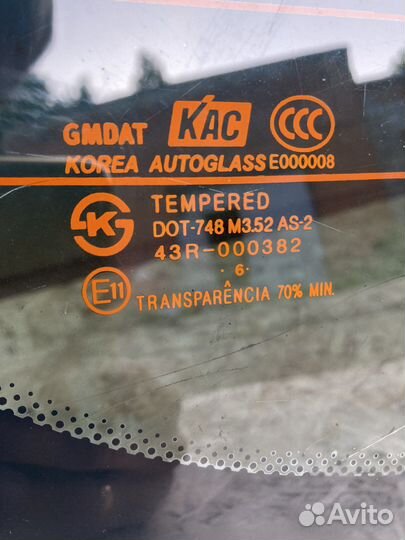 GMDAT KAC CCC
KOREA AUTOGLASS E000008
TEMPERED
DOT-748 M3.52 AS-2
43R-000382
· 6 ·
E11 TRANSPARÊNCIA 70% MIN.
Avito